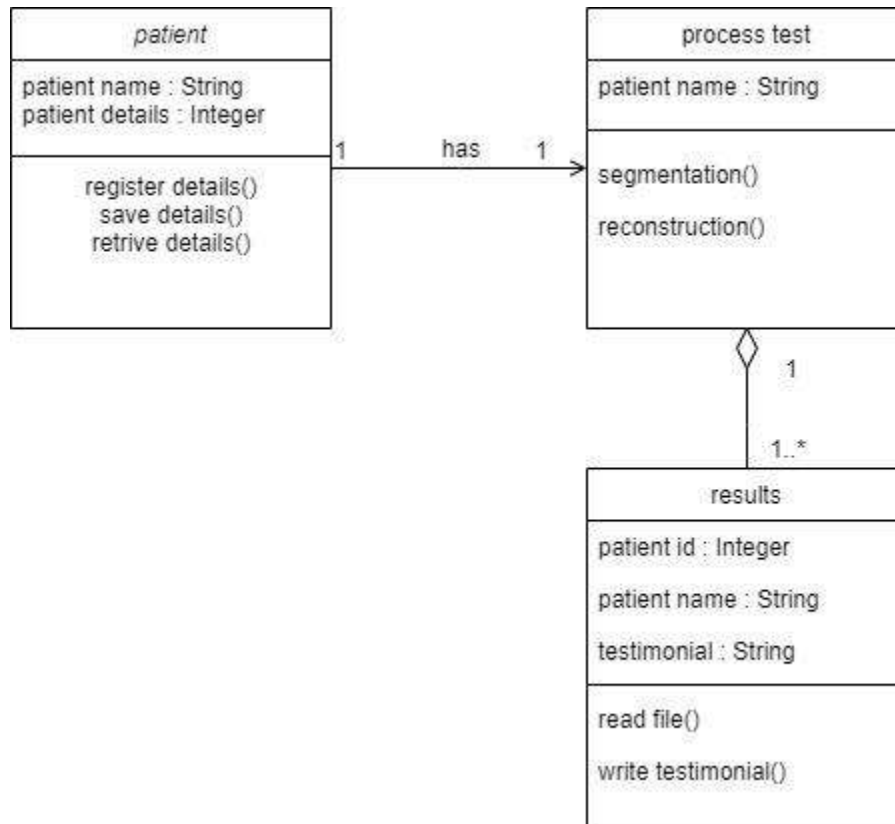 patient
patient name : String
patient details : Integer
register details()
save details()
retrive details()
1 has 1
process test
patient name : String
segmentation()
reconstruction()
1
1..*
results
patient id : Integer
patient name : String
testimonial : String
read file()
write testimonial()